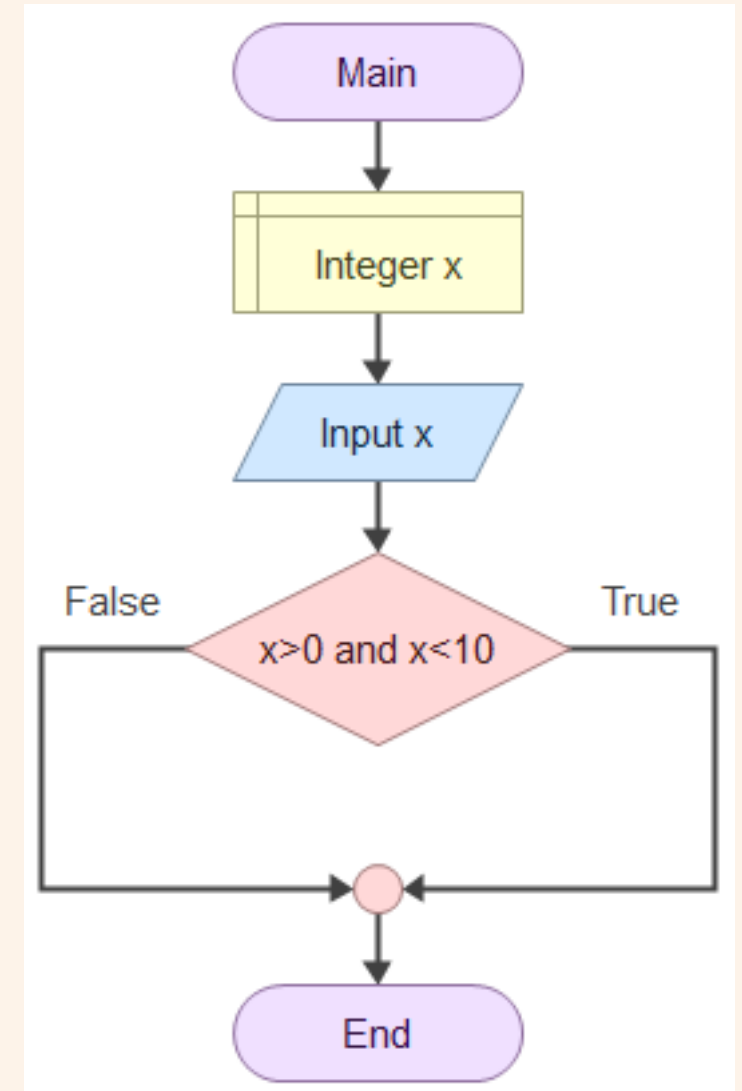 Main
Integer x
Input x
False
True
x>0 and x<10
End